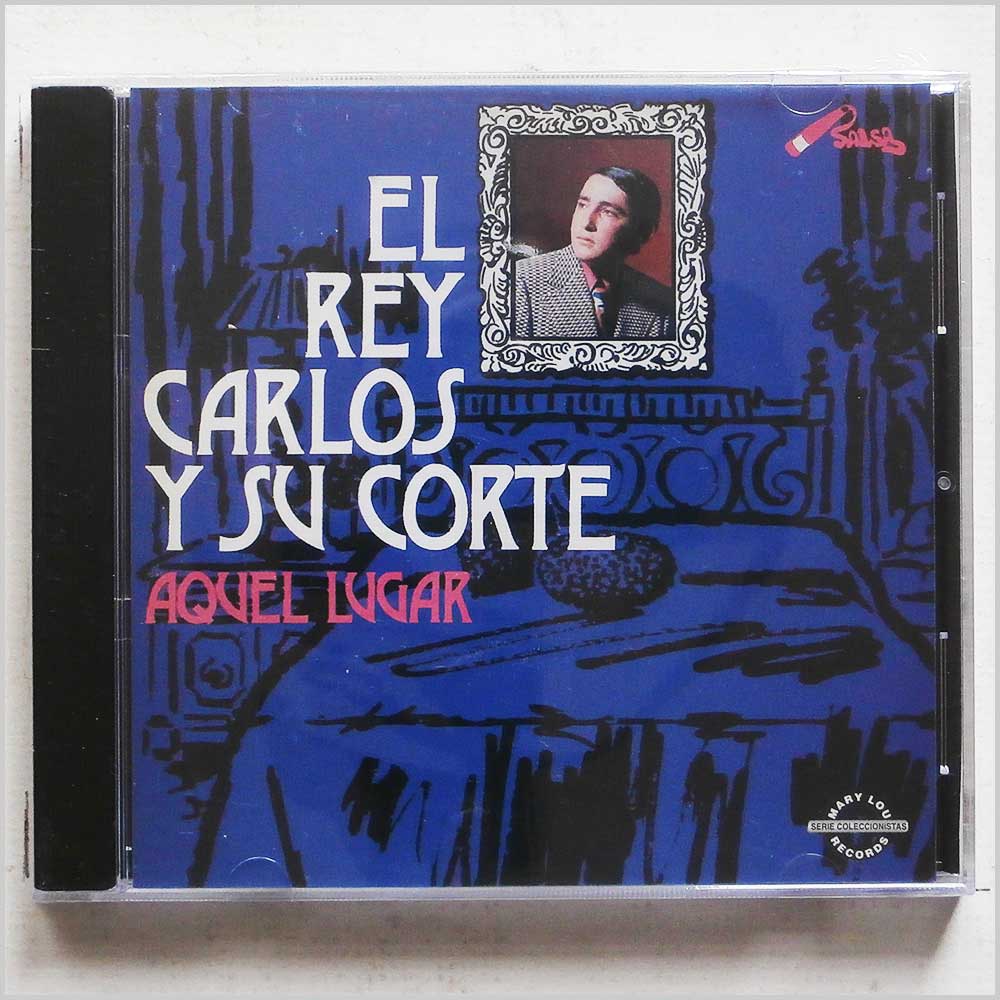 SALSA
EL
REY
CARLOS
Y SU CORTE
AQUEL LUGAR
MARY LOU
SERIE COLECCIONISTAS
RECORDS